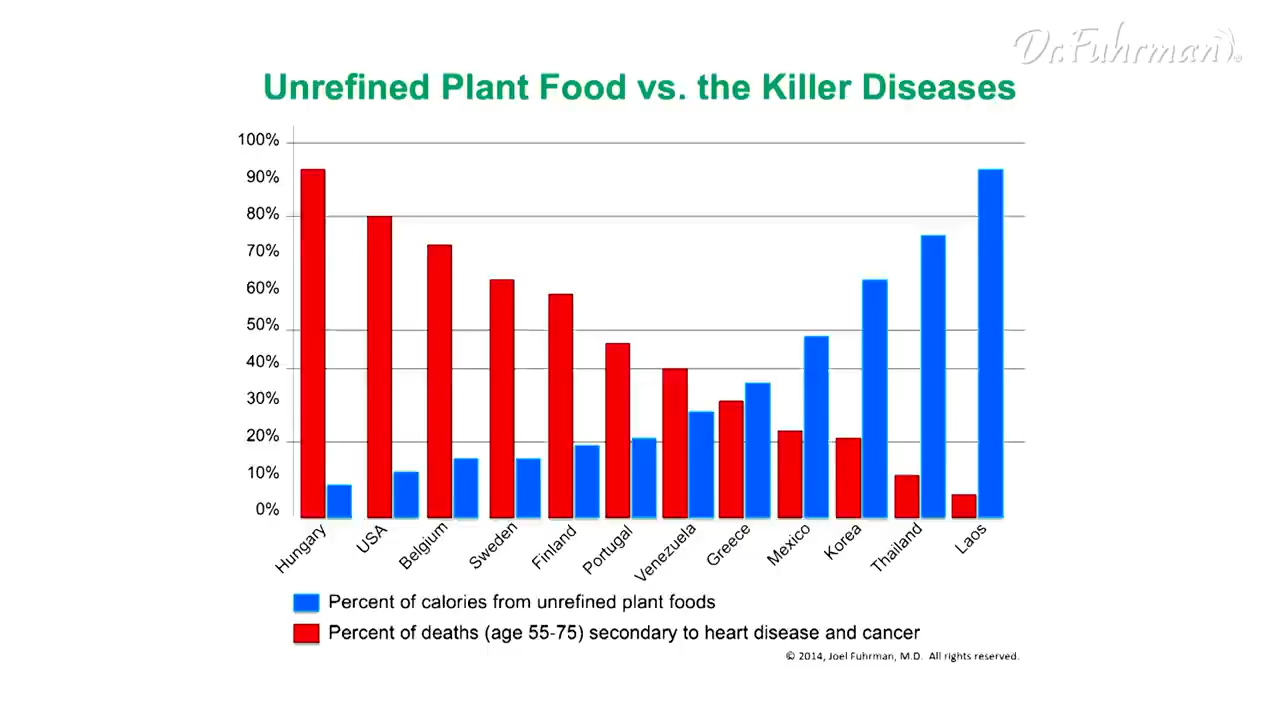 Dr. Fuhrman®
Unrefined Plant Food vs. the Killer Diseases
100%
90%
80%
70%
60%
50%
40%
30%
20%
10%
0%
Hungary
USA
Belgium
Sweden
Finland
Portugal
Venezuela
Greece
Mexico
Korea
Thailand
Laos
Percent of calories from unrefined plant foods
Percent of deaths (age 55-75) secondary to heart disease and cancer
© 2014, Joel Fuhrman, M.D. All rights reserved.